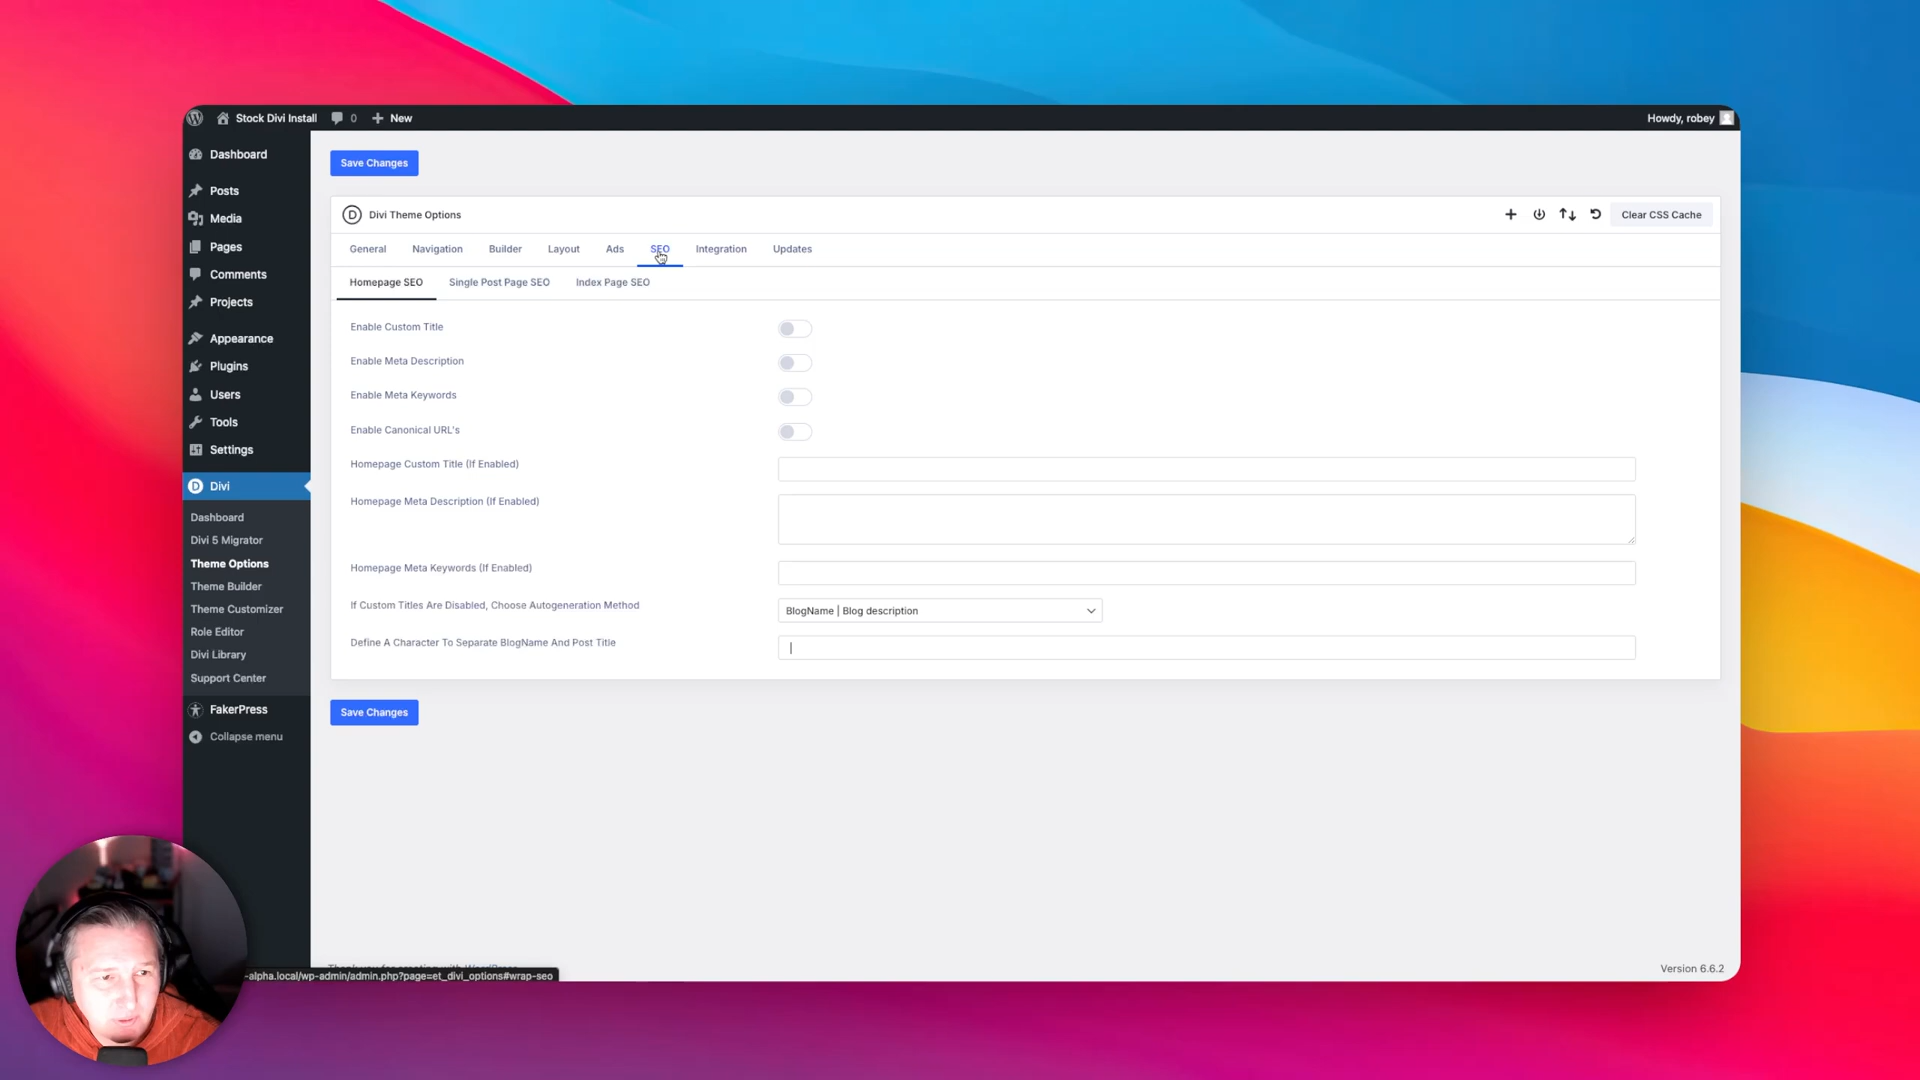 Stock Divi Install 0 New Howdy, robey
Dashboard
Posts
Media
Pages
Comments
Projects
Appearance
Plugins
Users
Tools
Settings
D Divi
Dashboard
Divi 5 Migrator
Theme Options
Theme Builder
Theme Customizer
Role Editor
Divi Library
Support Center
FakerPress
Collapse menu
Save Changes
D Divi Theme Options Clear CSS Cache
General Navigation Builder Layout Ads SEO Integration Updates
Homepage SEO Single Post Page SEO Index Page SEO
Enable Custom Title
Enable Meta Description
Enable Meta Keywords
Enable Canonical URL's
Homepage Custom Title (If Enabled)
Homepage Meta Description (If Enabled)
Homepage Meta Keywords (If Enabled)
If Custom Titles Are Disabled, Choose Autogeneration Method BlogName | Blog description
Define A Character To Separate BlogName And Post Title |
Save Changes
Version 6.6.2
-alpha.local/wp-admin/admin.php?page=et_divi_options#wrap-seo